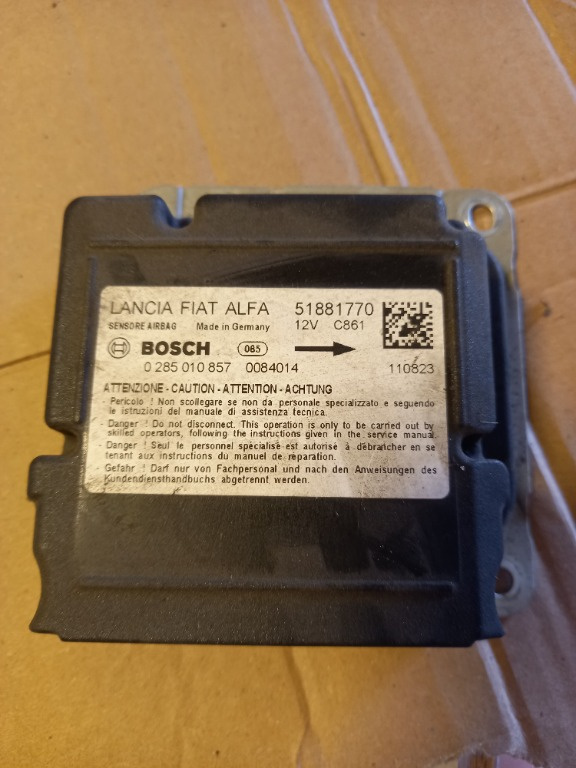 LANCIA FIAT ALFA 51881770
SENSORE AIRBAG Made in Germany 12V C861
BOSCH 065
0 285 010 857 0084014 110823
ATTENZIONE - CAUTION - ATTENTION - ACHTUNG
- Pericolo ! Non scollegare se non da personale specializzato e seguendo
le istruzioni del manuale di assistenza tecnica.
- Danger ! Do not disconnect. This operation is only to be carried out by
skilled operators, following the instructions given in the service manual.
- Danger ! Seul le personnel spécialisé est autorisé à débrancher en se
tenant aux instructions du manuel de réparation.
- Gefahr ! Darf nur von Fachpersonal und nach den Anweisungen des
Kundendiensthandbuchs abgetrennt werden.